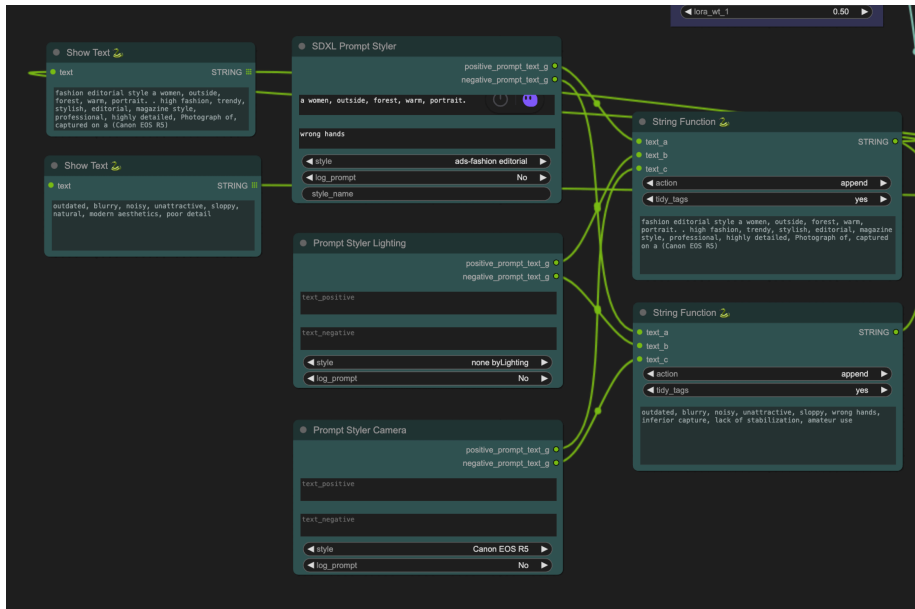 lora_wt_1 0.50
Show Text
text STRING
fashion editorial style a women, outside,
forest, warm, portrait. . high fashion, trendy,
stylish, editorial, magazine style,
professional, highly detailed, Photograph of,
captured on a (Canon EOS R5)
Show Text
text STRING
outdated, blurry, noisy, unattractive, sloppy,
natural, modern aesthetics, poor detail
SDXL Prompt Styler
positive_prompt_text_g
negative_prompt_text_g
a women, outside, forest, warm, portrait.
wrong hands
style ads-fashion editorial
log_prompt No
style_name
Prompt Styler Lighting
positive_prompt_text_g
negative_prompt_text_g
text_positive
text_negative
style none byLighting
log_prompt No
Prompt Styler Camera
positive_prompt_text_g
negative_prompt_text_g
text_positive
text_negative
style Canon EOS R5
log_prompt No
String Function
text_a STRING
text_b
text_c
action append
tidy_tags yes
fashion editorial style a women, outside, forest, warm,
portrait. . high fashion, trendy, stylish, editorial, magazine
style, professional, highly detailed, Photograph of, captured
on a (Canon EOS R5)
String Function
text_a STRING
text_b
text_c
action append
tidy_tags yes
outdated, blurry, noisy, unattractive, sloppy, wrong hands,
inferior capture, lack of stabilization, amateur use